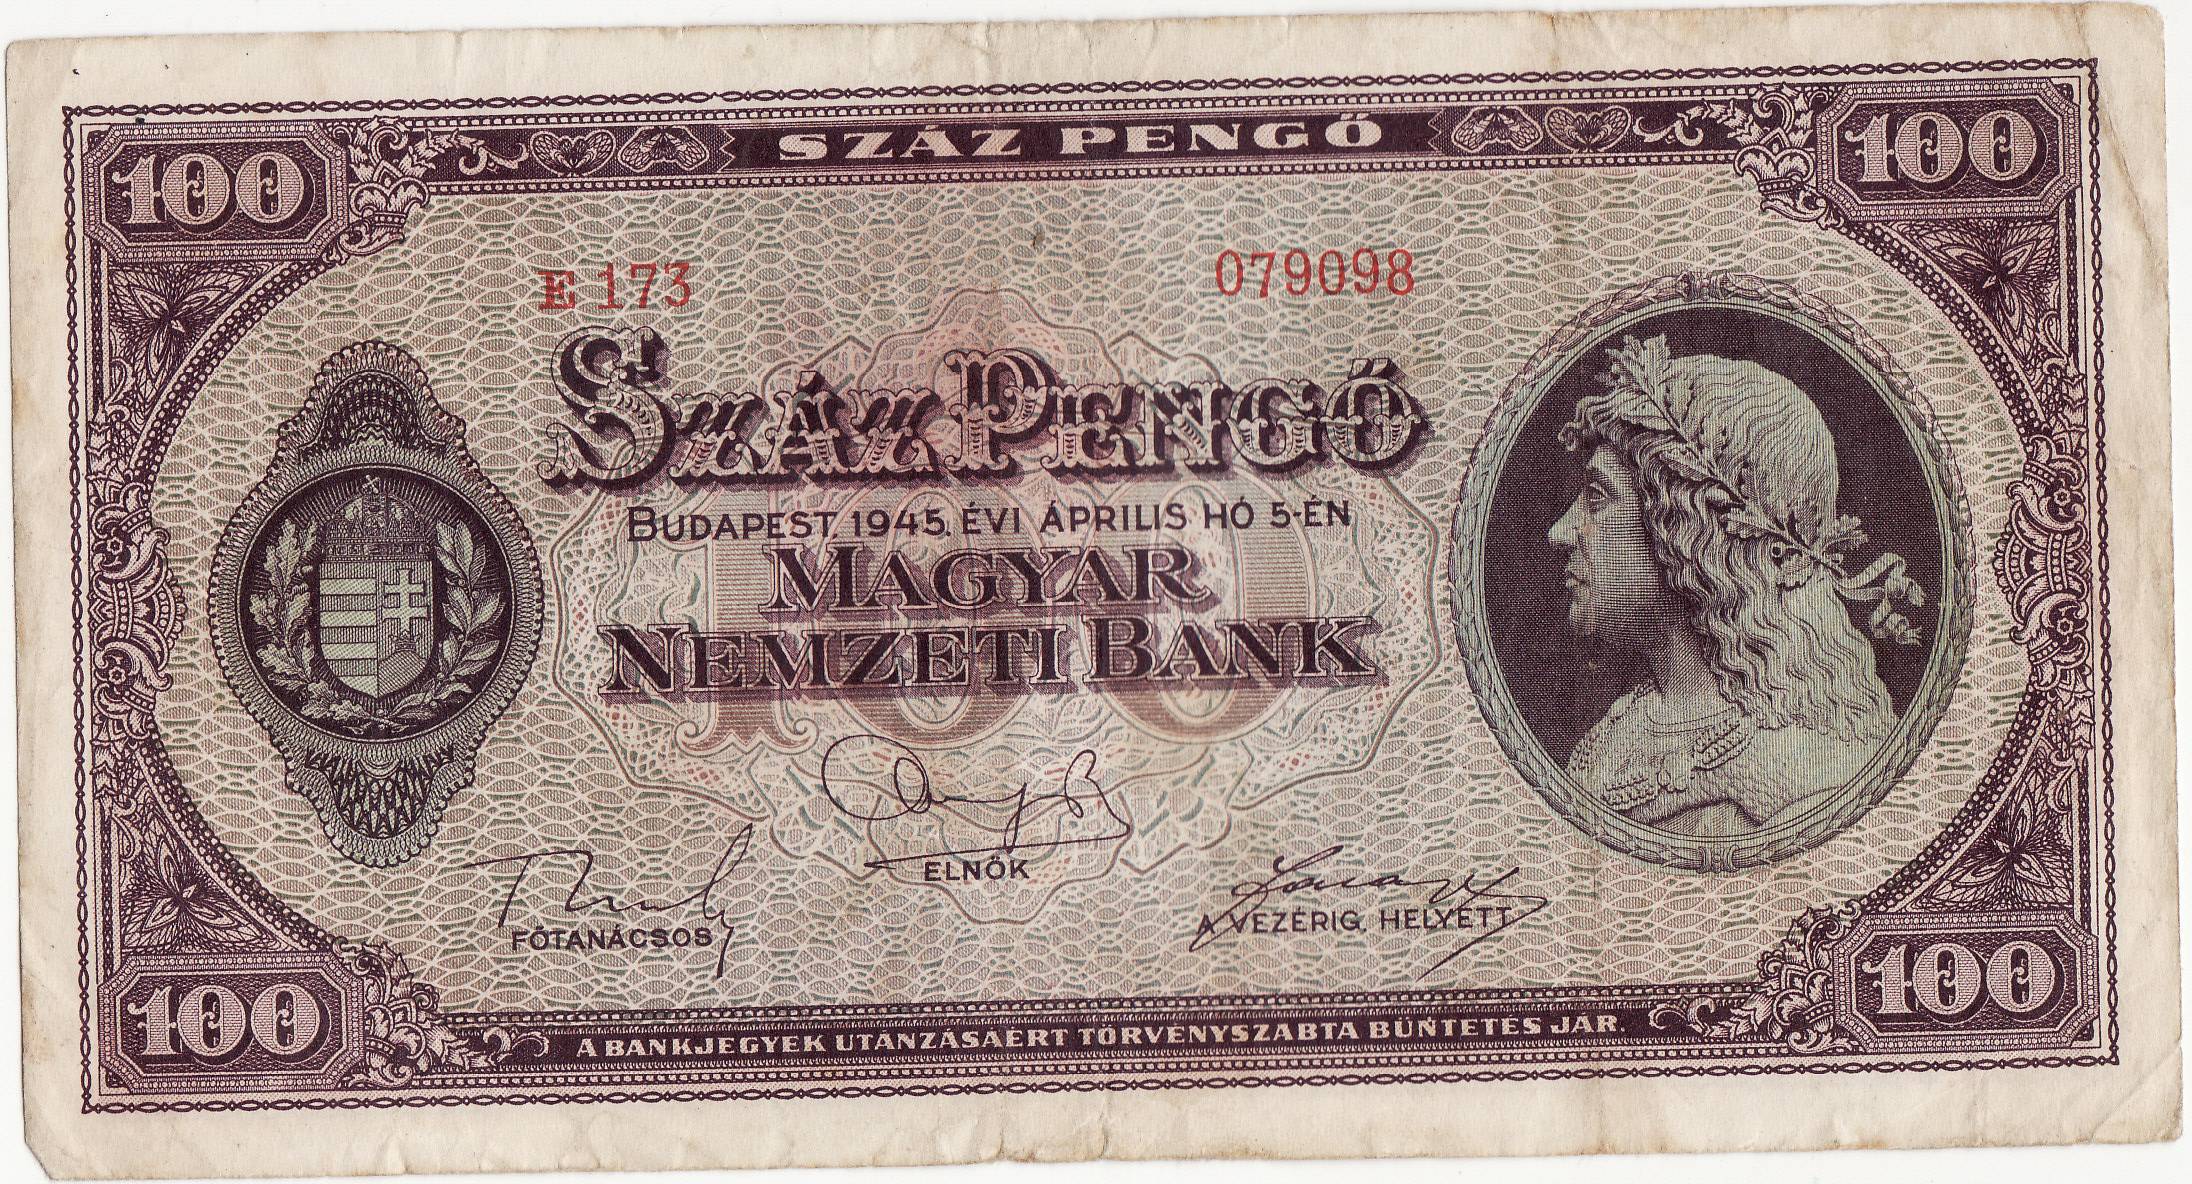 100 SZÁZ PENGŐ 100
E 173 079098
SZÁZ PENGŐ
BUDAPEST 1945. ÉVI ÁPRILIS HÓ 5-ÉN
MAGYAR
NEMZETI BANK
100
ELNÖK
FŐTANÁCSOS A VEZÉRIG. HELYETT
100 A BANKJEGYEK UTÁNZÁSÁÉRT TÖRVÉNYSZABTA BÜNTETÉS JÁR. 100